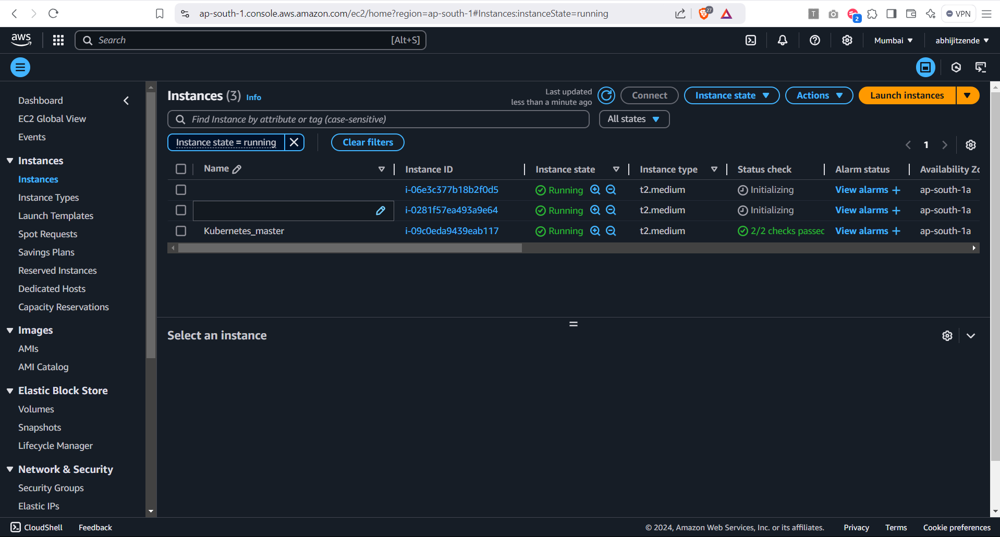 ap-south-1.console.aws.amazon.com/ec2/home?region=ap-south-1#Instances:instanceState=running
27
T
2
VPN
aws
Search
[Alt+S]
Mumbai
abhijitzende
Dashboard
EC2 Global View
Events
Instances
Instances
Instance Types
Launch Templates
Spot Requests
Savings Plans
Reserved Instances
Dedicated Hosts
Capacity Reservations
Images
AMIs
AMI Catalog
Elastic Block Store
Volumes
Snapshots
Lifecycle Manager
Network & Security
Security Groups
Elastic IPs
Instances (3) Info
Last updated
less than a minute ago
Connect
Instance state
Actions
Launch instances
Find Instance by attribute or tag (case-sensitive)
All states
Instance state = running
Clear filters
1
Name Instance ID Instance state Instance type Status check Alarm status Availability Zo
i-06e3c377b18b2f0d5 Running t2.medium Initializing View alarms + ap-south-1a
i-0281f57ea493a9e64 Running t2.medium Initializing View alarms + ap-south-1a
Kubernetes_master i-09c0eda9439eab117 Running t2.medium 2/2 checks passed View alarms + ap-south-1a
Select an instance
CloudShell Feedback
© 2024, Amazon Web Services, Inc. or its affiliates. Privacy Terms Cookie preferences